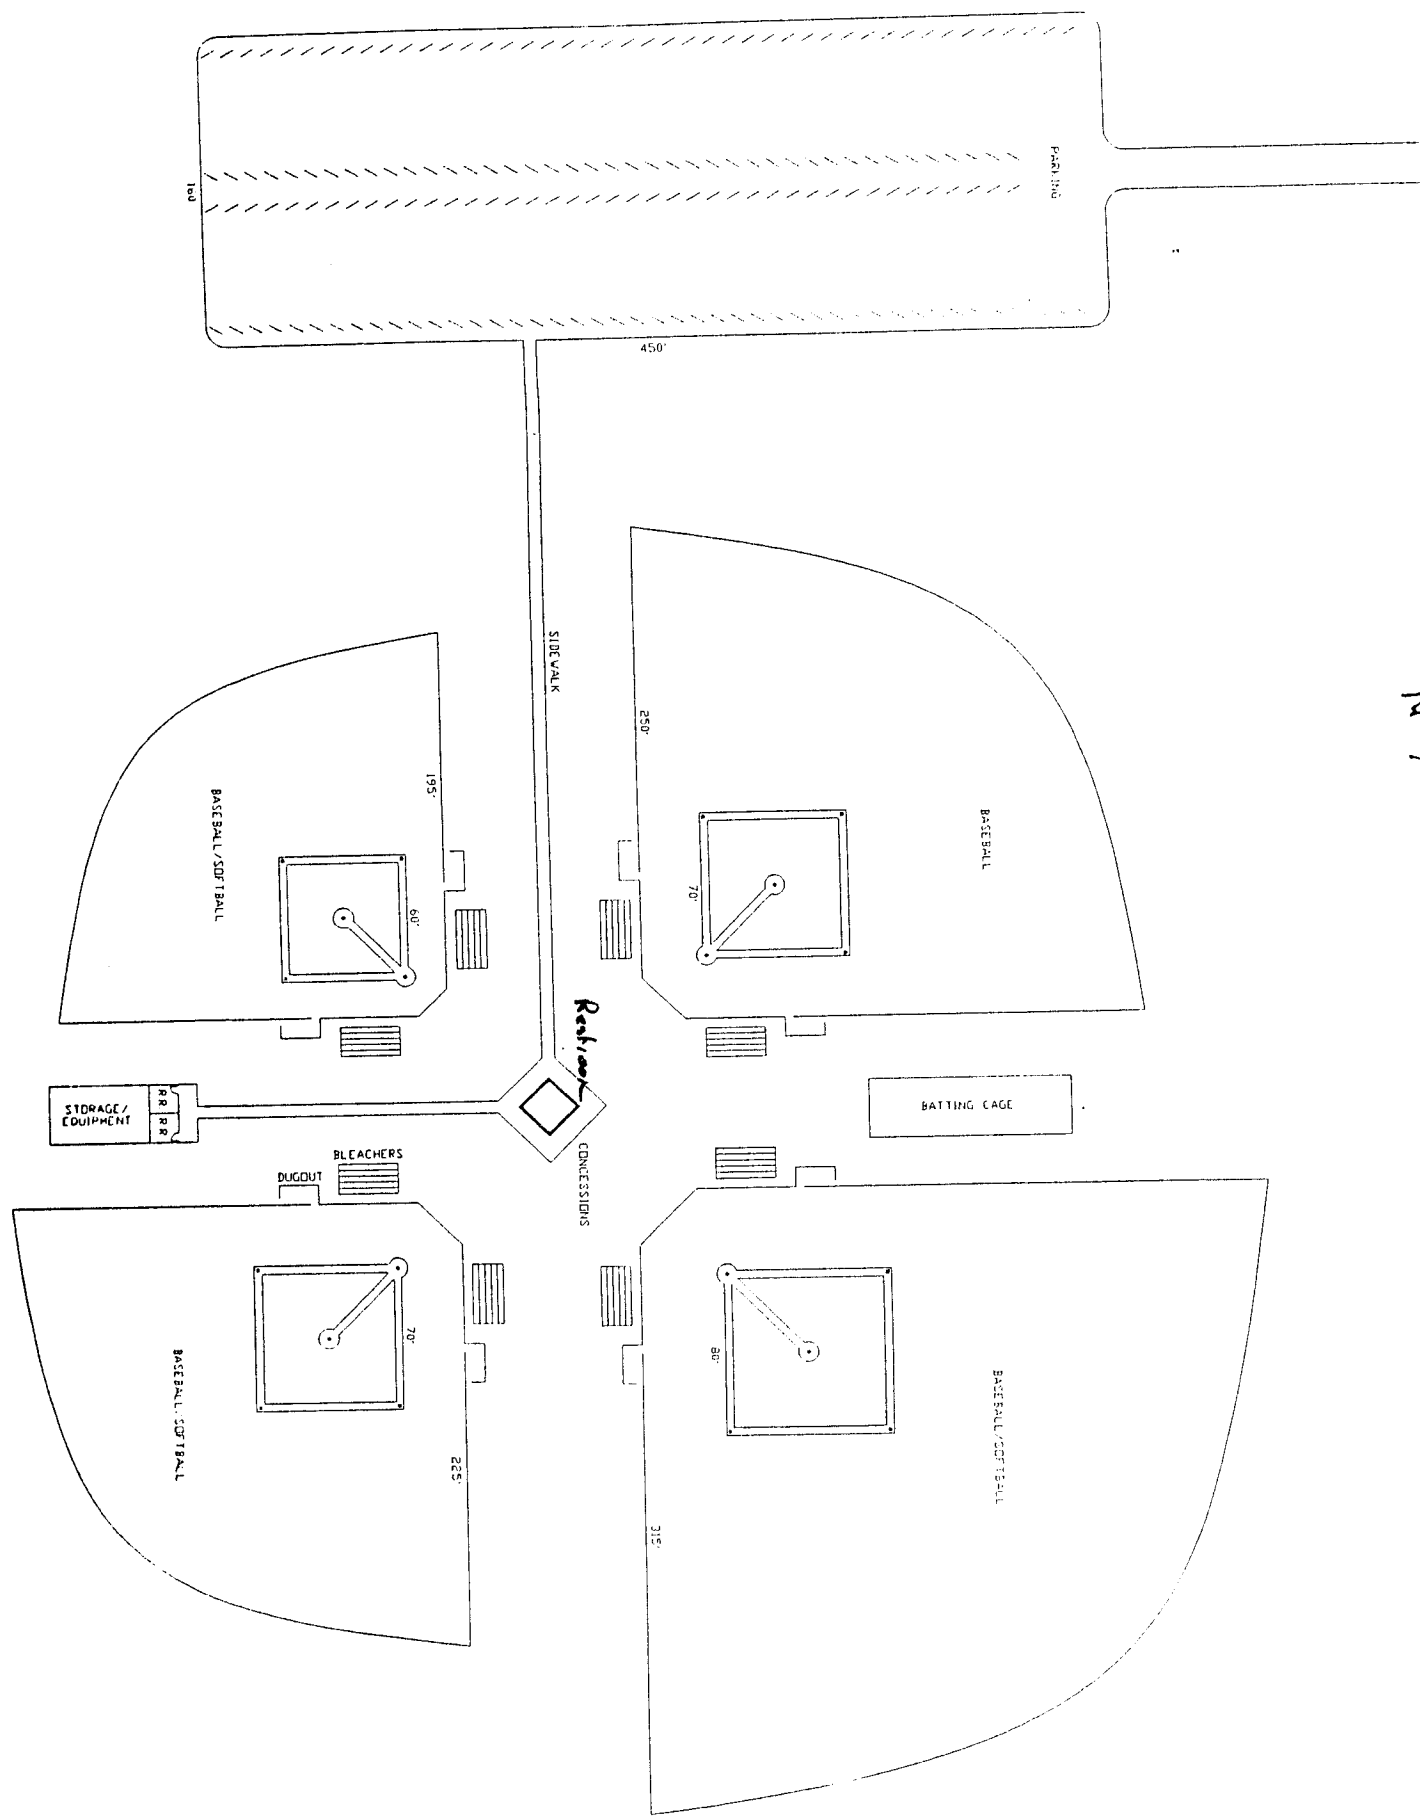 PARKING
160
450'
SIDEWALK
250'
195'
BASEBALL/SOFTBALL
BASEBALL
70'
60'
Restroom
STORAGE/
EQUIPMENT
RR
RR
BATTING CAGE
BLEACHERS
DUGOUT
CONCESSIONS
70'
80'
BASEBALL/SOFTBALL
BASEBALL/SOFTBALL
225'
315'